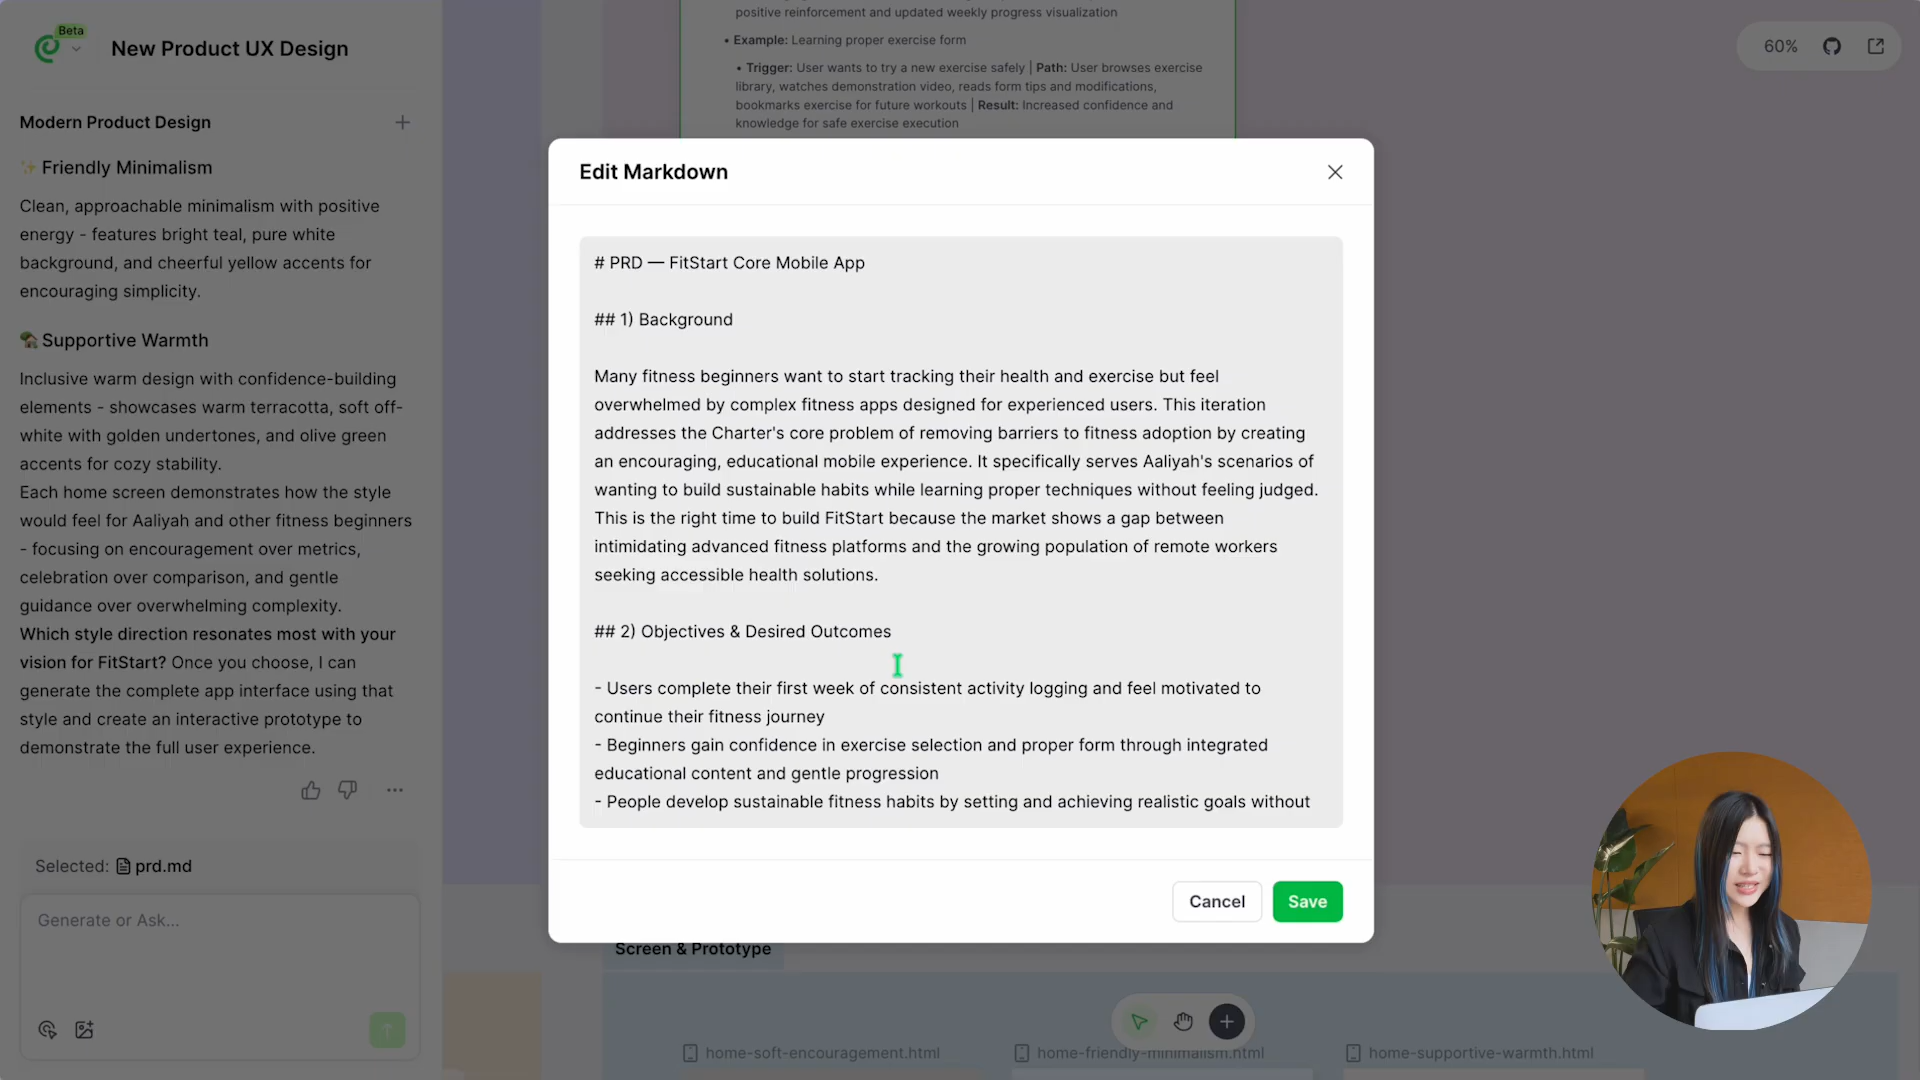 Beta
New Product UX Design
Modern Product Design
Friendly Minimalism
Clean, approachable minimalism with positive
energy - features bright teal, pure white
background, and cheerful yellow accents for
encouraging simplicity.
Supportive Warmth
Inclusive warm design with confidence-building
elements - showcases warm terracotta, soft off-
white with golden undertones, and olive green
accents for cozy stability.
Each home screen demonstrates how the style
would feel for Aaliyah and other fitness beginners
- focusing on encouragement over metrics,
celebration over comparison, and gentle
guidance over overwhelming complexity.
Which style direction resonates most with your
vision for FitStart? Once you choose, I can
generate the complete app interface using that
style and create an interactive prototype to
demonstrate the full user experience.
Selected: prd.md
Generate or Ask...
positive reinforcement and updated weekly progress visualization
• Example: Learning proper exercise form
• Trigger: User wants to try a new exercise safely | Path: User browses exercise
library, watches demonstration video, reads form tips and modifications,
bookmarks exercise for future workouts | Result: Increased confidence and
knowledge for safe exercise execution
60%
Edit Markdown
# PRD — FitStart Core Mobile App
## 1) Background
Many fitness beginners want to start tracking their health and exercise but feel
overwhelmed by complex fitness apps designed for experienced users. This iteration
addresses the Charter's core problem of removing barriers to fitness adoption by creating
an encouraging, educational mobile experience. It specifically serves Aaliyah's scenarios of
wanting to build sustainable habits while learning proper techniques without feeling judged.
This is the right time to build FitStart because the market shows a gap between
intimidating advanced fitness platforms and the growing population of remote workers
seeking accessible health solutions.
## 2) Objectives & Desired Outcomes
- Users complete their first week of consistent activity logging and feel motivated to
continue their fitness journey
- Beginners gain confidence in exercise selection and proper form through integrated
educational content and gentle progression
- People develop sustainable fitness habits by setting and achieving realistic goals without
Cancel
Save
Screen & Prototype
home-soft-encouragement.html
home-friendly-minimalism.html
home-supportive-warmth.html